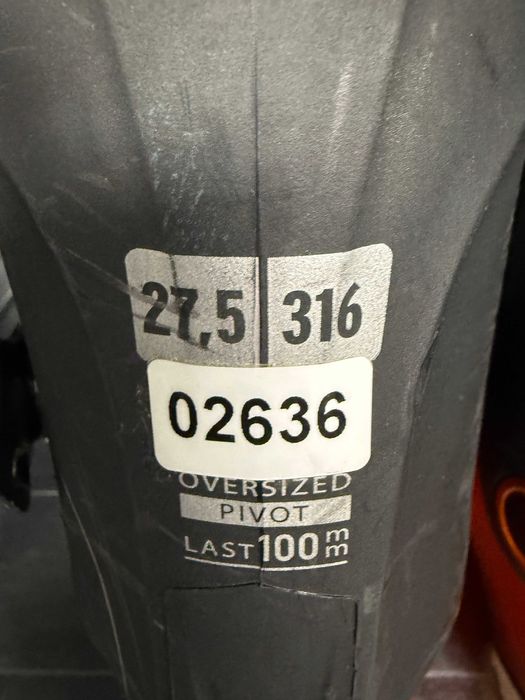 27,5 316
02636
OVERSIZED
PIVOT
LAST 100 mm